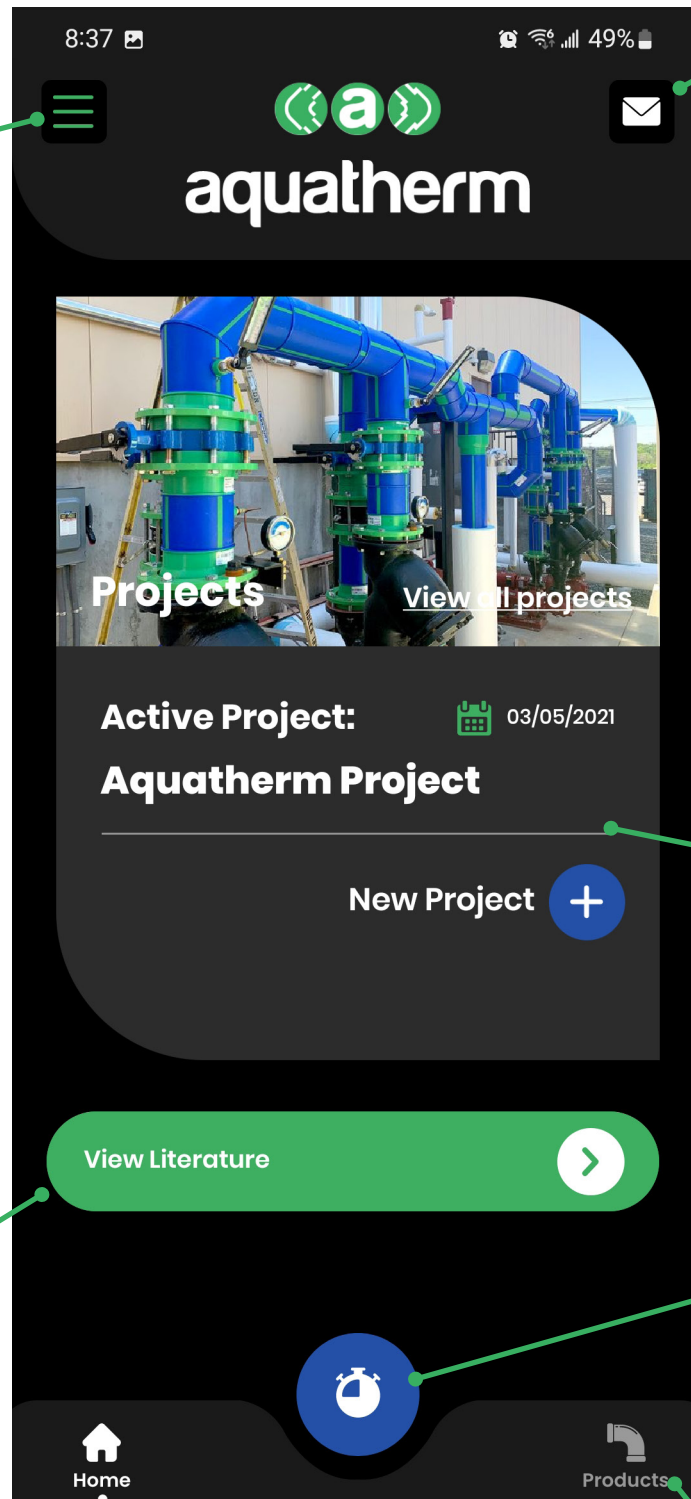 8:37 49%
a
aquatherm
Projects View all projects
Active Project: 03/05/2021
Aquatherm Project
New Project
View Literature
Home Products